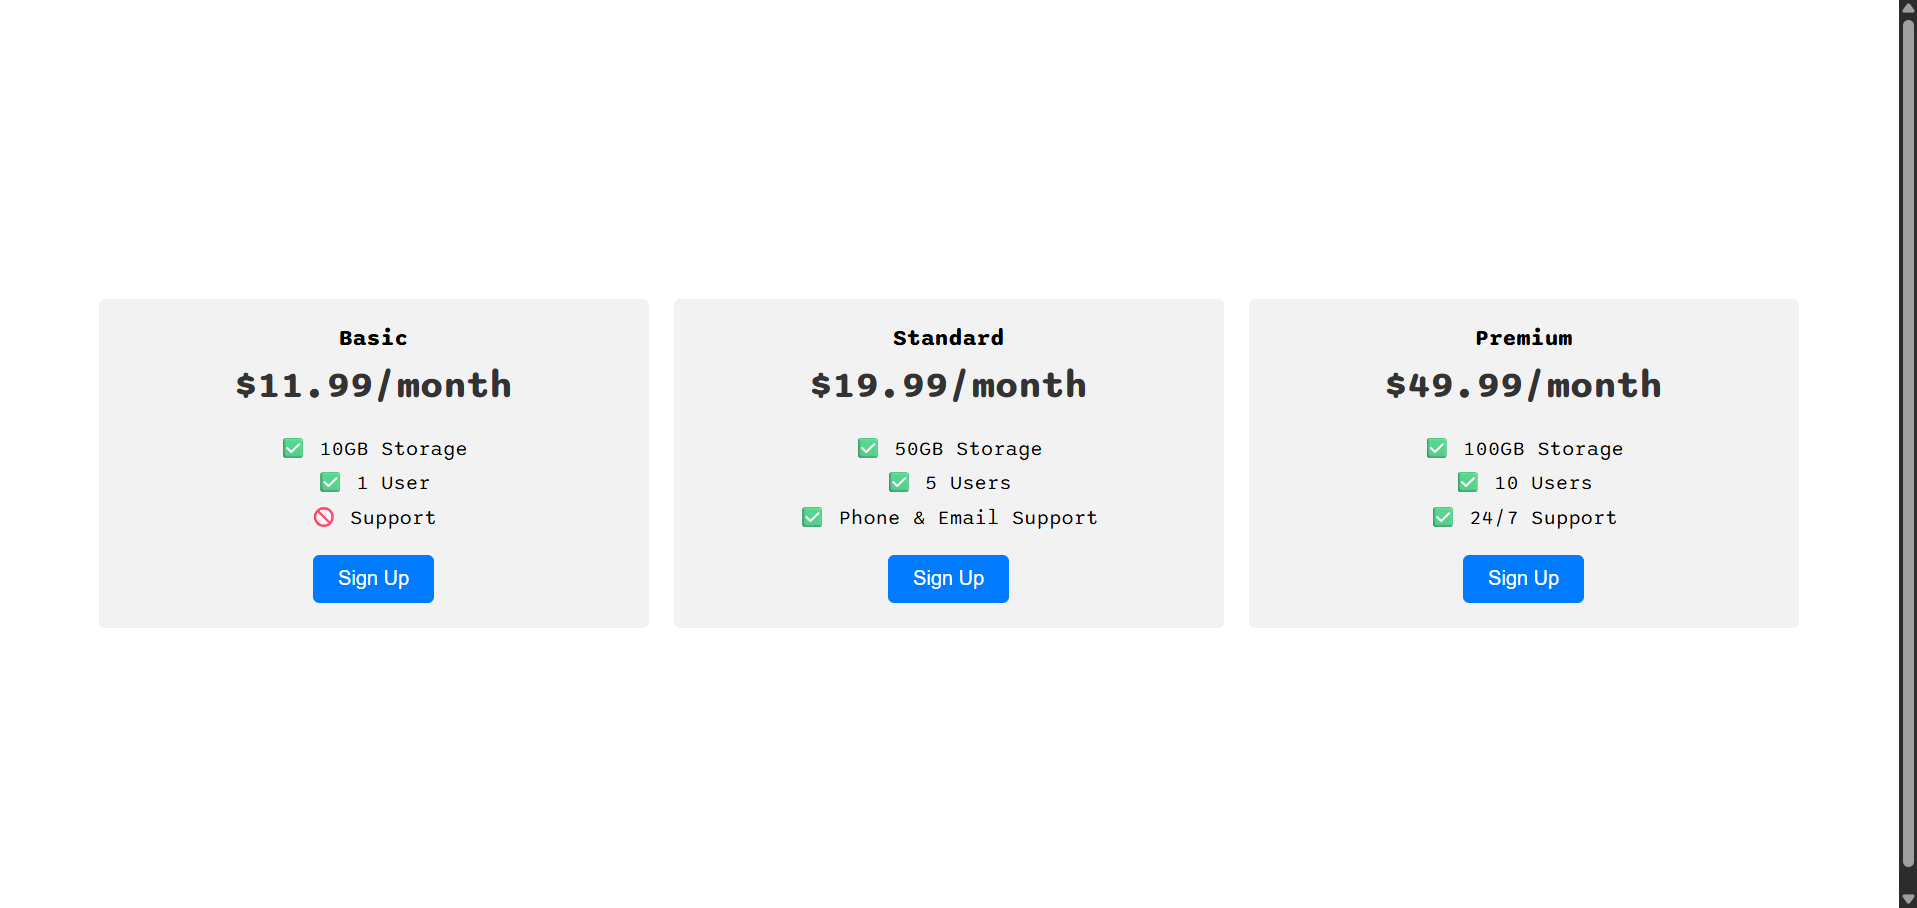 Basic
$11.99/month
✅ 10GB Storage
✅ 1 User
🚫 Support
Sign Up
Standard
$19.99/month
✅ 50GB Storage
✅ 5 Users
✅ Phone & Email Support
Sign Up
Premium
$49.99/month
✅ 100GB Storage
✅ 10 Users
✅ 24/7 Support
Sign Up